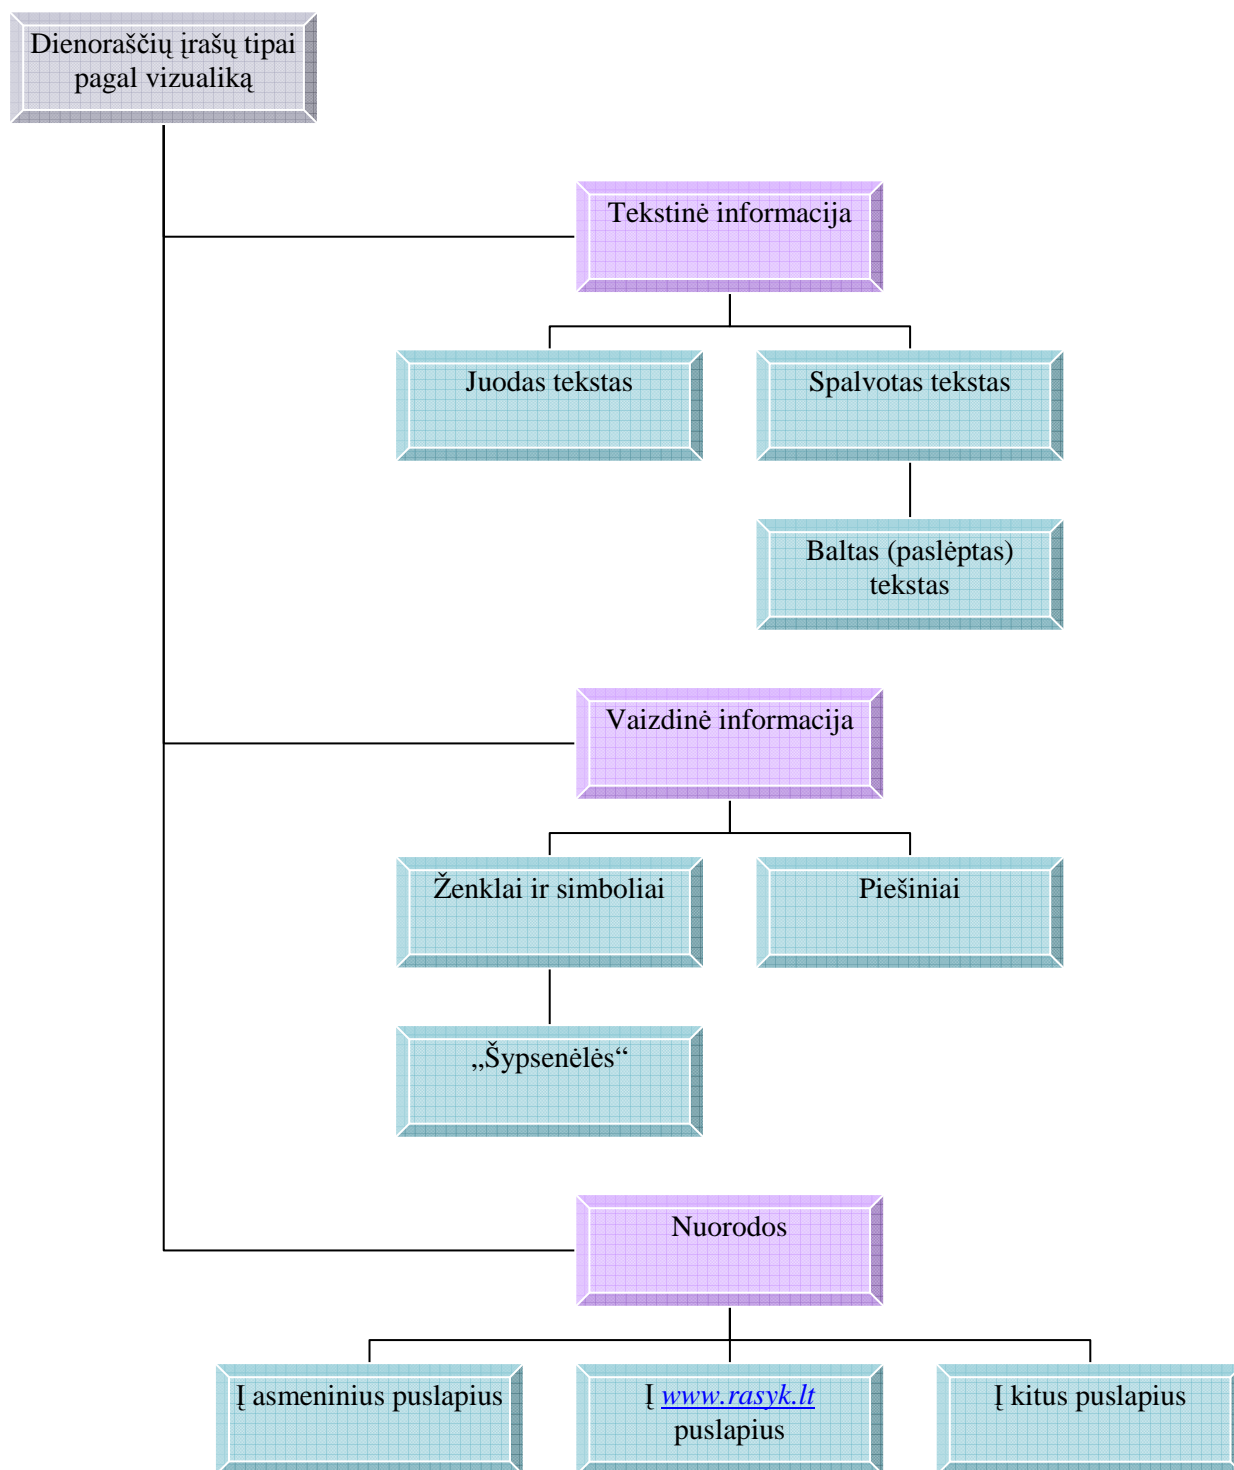 Dienoraščių įrašų tipai
pagal vizualiką
Tekstinė informacija
Juodas tekstas
Spalvotas tekstas
Baltas (paslėptas)
tekstas
Vaizdinė informacija
Ženklai ir simboliai
Piešiniai
„Šypsenėlės“
Nuorodos
Į asmeninius puslapius
Į www.rasyk.lt
puslapius
Į kitus puslapius